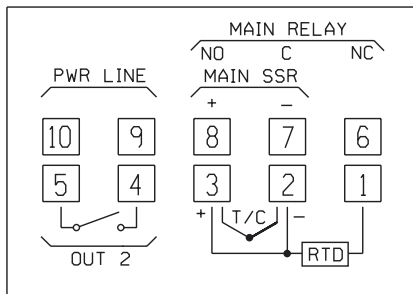 MAIN RELAY
NO C NC
PWR LINE MAIN SSR
+ −
10 9 8 7 6
5 4 3 2 1
+ T/C −
OUT 2 RTD